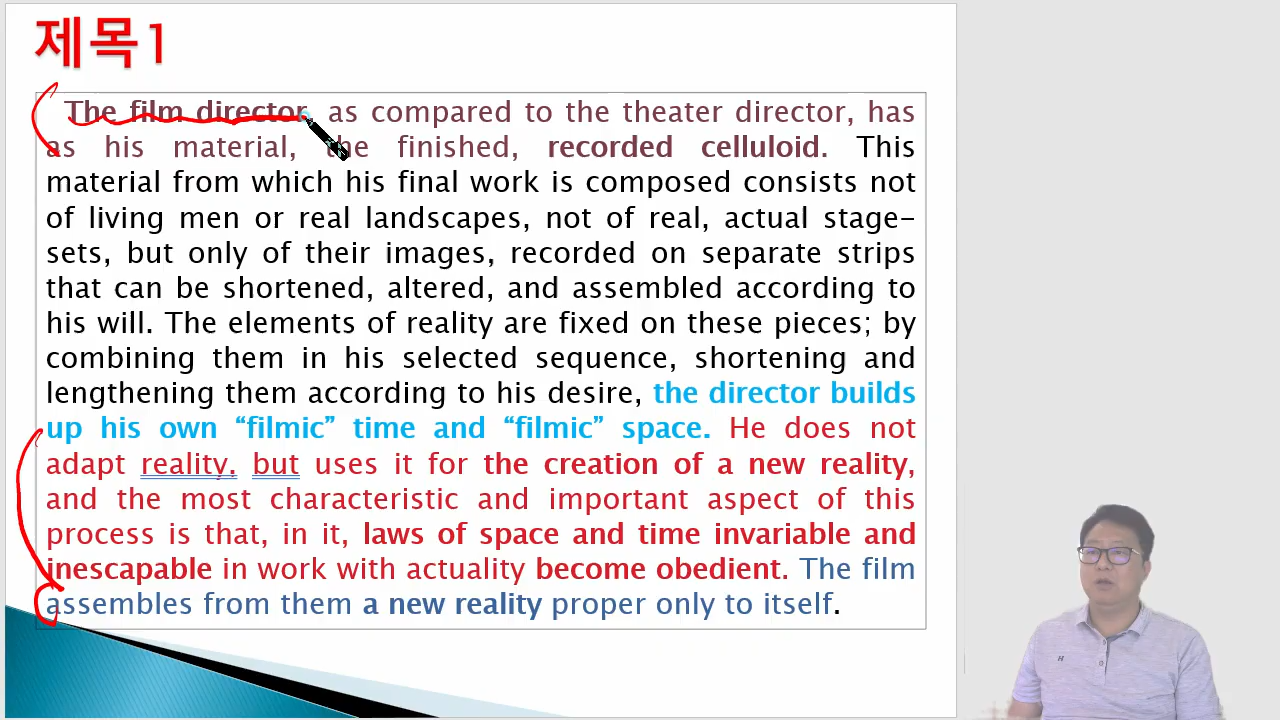 제목1
The film director, as compared to the theater director, has
as his material, the finished, recorded celluloid. This
material from which his final work is composed consists not
of living men or real landscapes, not of real, actual stage-
sets, but only of their images, recorded on separate strips
that can be shortened, altered, and assembled according to
his will. The elements of reality are fixed on these pieces; by
combining them in his selected sequence, shortening and
lengthening them according to his desire, the director builds
up his own “filmic” time and “filmic” space. He does not
adapt reality, but uses it for the creation of a new reality,
and the most characteristic and important aspect of this
process is that, in it, laws of space and time invariable and
inescapable in work with actuality become obedient. The film
assembles from them a new reality proper only to itself.